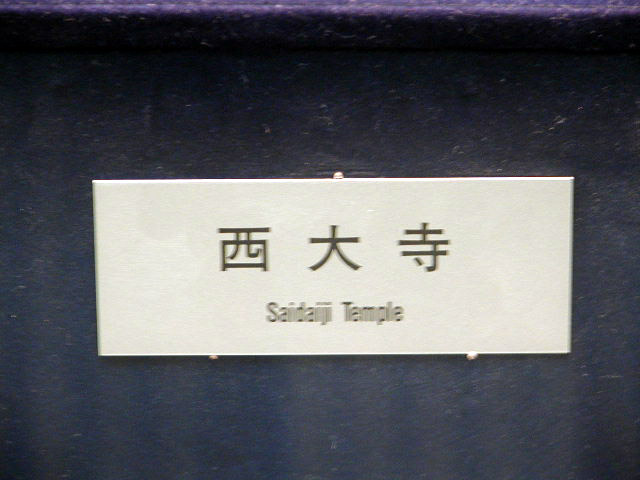 西大寺
Saidaiji Temple